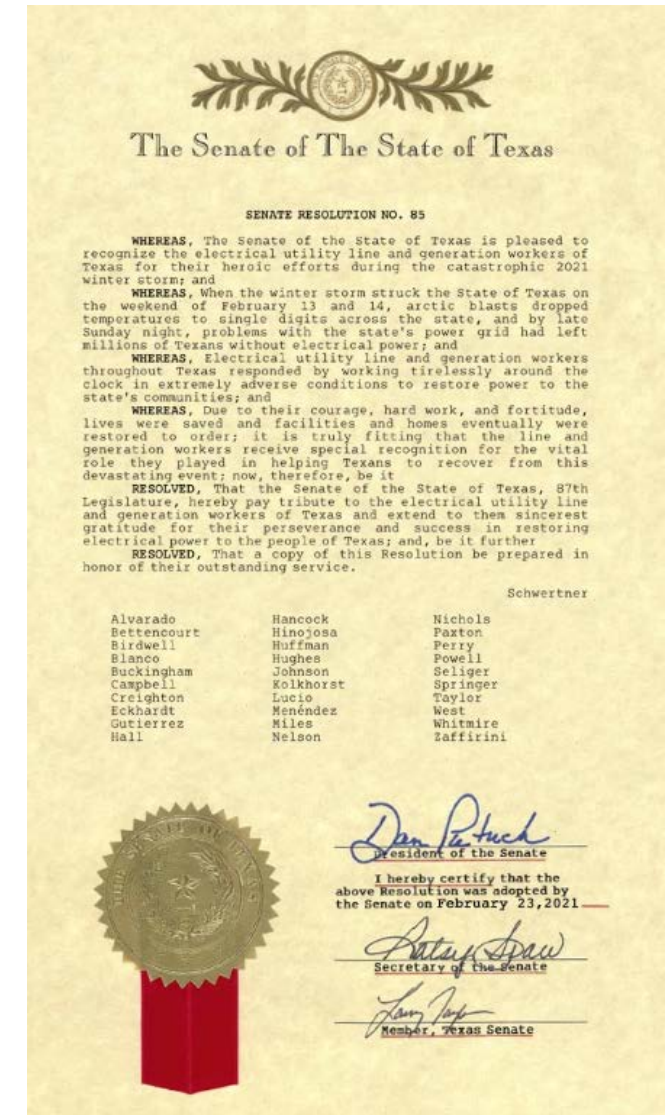 The Senate of The State of Texas
SENATE RESOLUTION NO. 85
WHEREAS, The Senate of the State of Texas is pleased to
recognize the electrical utility line and generation workers of
Texas for their heroic efforts during the catastrophic 2021
winter storm; and
WHEREAS, When the winter storm struck the State of Texas on
the weekend of February 13 and 14, arctic blasts dropped
temperatures to single digits across the state, and by late
Sunday night, problems with the state's power grid had left
millions of Texans without electrical power; and
WHEREAS, Electrical utility line and generation workers
throughout Texas responded by working tirelessly around the
clock in extremely adverse conditions to restore power to the
state's communities; and
WHEREAS, Due to their courage, hard work, and fortitude,
lives were saved and facilities and homes eventually were
restored to order; it is truly fitting that the line and
generation workers receive special recognition for the vital
role they played in helping Texans to recover from this
devastating event; now, therefore, be it
RESOLVED, That the Senate of the State of Texas, 87th
Legislature, hereby pay tribute to the electrical utility line
and generation workers of Texas and extend to them sincerest
gratitude for their perseverance and success in restoring
electrical power to the people of Texas; and, be it further
RESOLVED, That a copy of this Resolution be prepared in
honor of their outstanding service.
Schwertner
Alvarado Hancock Nichols
Bettencourt Hinojosa Paxton
Birdwell Huffman Perry
Blanco Hughes Powell
Buckingham Johnson Seliger
Campbell Kolkhorst Springer
Creighton Lucio Taylor
Eckhardt Menéndez West
Gutierrez Miles Whitmire
Hall Nelson Zaffirini
Dan Patrick
President of the Senate
I hereby certify that the
above Resolution was adopted by
the Senate on February 23,2021
Patsy Spaw
Secretary of the Senate
Larry Taylor
Member, Texas Senate
THE SENATE OF TEXAS